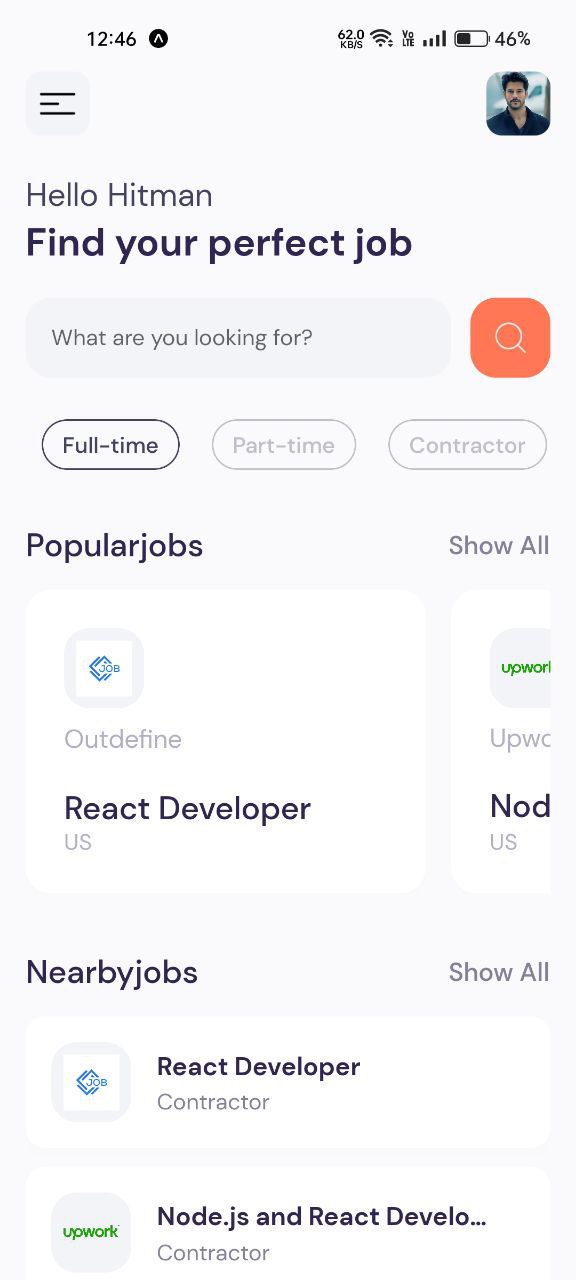 12:46 62.0 KB/S Vo LTE 46%
Hello Hitman
Find your perfect job
What are you looking for?
Full-time Part-time Contractor
Popularjobs Show All
JOB upwork
Outdefine Upwo
React Developer Nod
US US
Nearbyjobs Show All
JOB
React Developer
Contractor
upwork
Node.js and React Develo...
Contractor